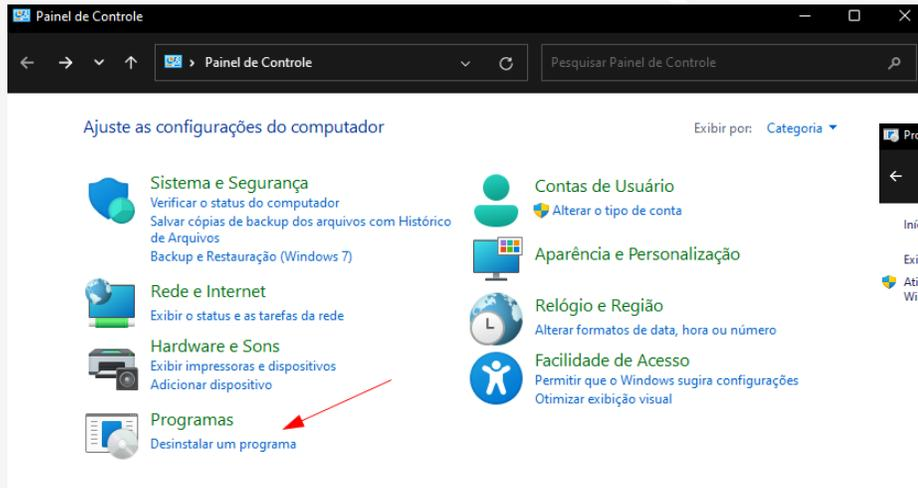 Painel de Controle
Painel de Controle
Pesquisar Painel de Controle
Ajuste as configurações do computador
Exibir por: Categoria
Sistema e Segurança
Verificar o status do computador
Salvar cópias de backup dos arquivos com Histórico
de Arquivos
Backup e Restauração (Windows 7)
Rede e Internet
Exibir o status e as tarefas da rede
Hardware e Sons
Exibir impressoras e dispositivos
Adicionar dispositivo
Programas
Desinstalar um programa
Contas de Usuário
Alterar o tipo de conta
Aparência e Personalização
Relógio e Região
Alterar formatos de data, hora ou número
Facilidade de Acesso
Permitir que o Windows sugira configurações
Otimizar exibição visual